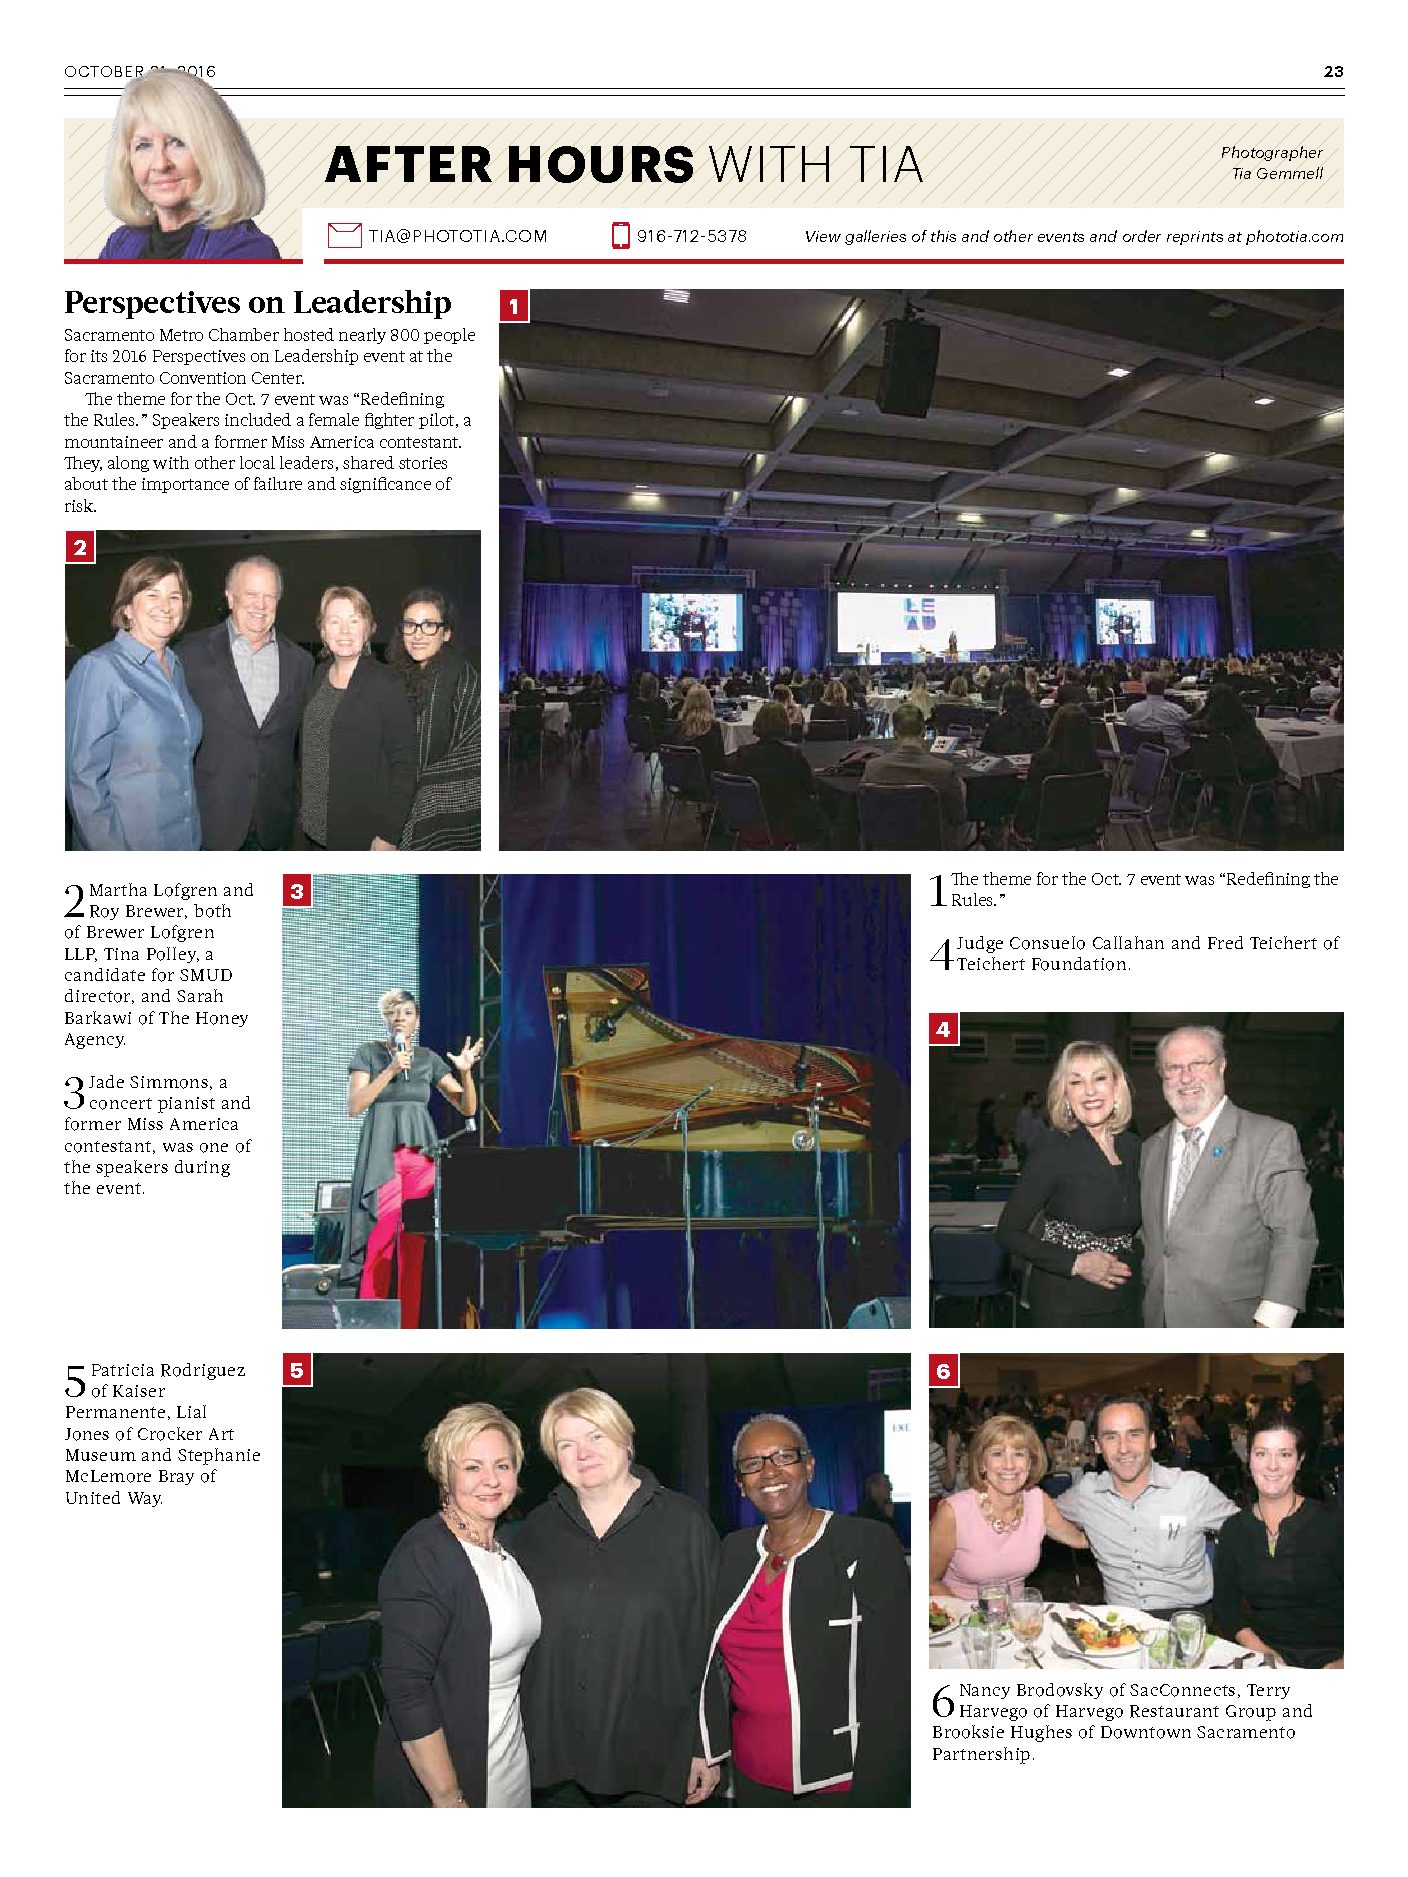 OCTOBER 21, 2016
23
AFTER HOURS WITH TIA
Photographer
Tia Gemmell
TIA@PHOTOTIA.COM
916-712-5378
View galleries of this and other events and order reprints at phototia.com
Perspectives on Leadership
Sacramento Metro Chamber hosted nearly 800 people
for its 2016 Perspectives on Leadership event at the
Sacramento Convention Center.
The theme for the Oct. 7 event was “Redefining
the Rules.” Speakers included a female fighter pilot, a
mountaineer and a former Miss America contestant.
They, along with other local leaders, shared stories
about the importance of failure and significance of
risk.
1
LE
AD
2
2 Martha Lofgren and
Roy Brewer, both
of Brewer Lofgren
LLP, Tina Polley, a
candidate for SMUD
director, and Sarah
Barkawi of The Honey
Agency.
3 Jade Simmons, a
concert pianist and
former Miss America
contestant, was one of
the speakers during
the event.
3
1 The theme for the Oct. 7 event was “Redefining the
Rules.”
4 Judge Consuelo Callahan and Fred Teichert of
Teichert Foundation.
4
5 Patricia Rodriguez
of Kaiser
Permanente, Lial
Jones of Crocker Art
Museum and Stephanie
McLemore Bray of
United Way.
5
6
6 Nancy Brodovsky of SacConnects, Terry
Harvego of Harvego Restaurant Group and
Brooksie Hughes of Downtown Sacramento
Partnership.